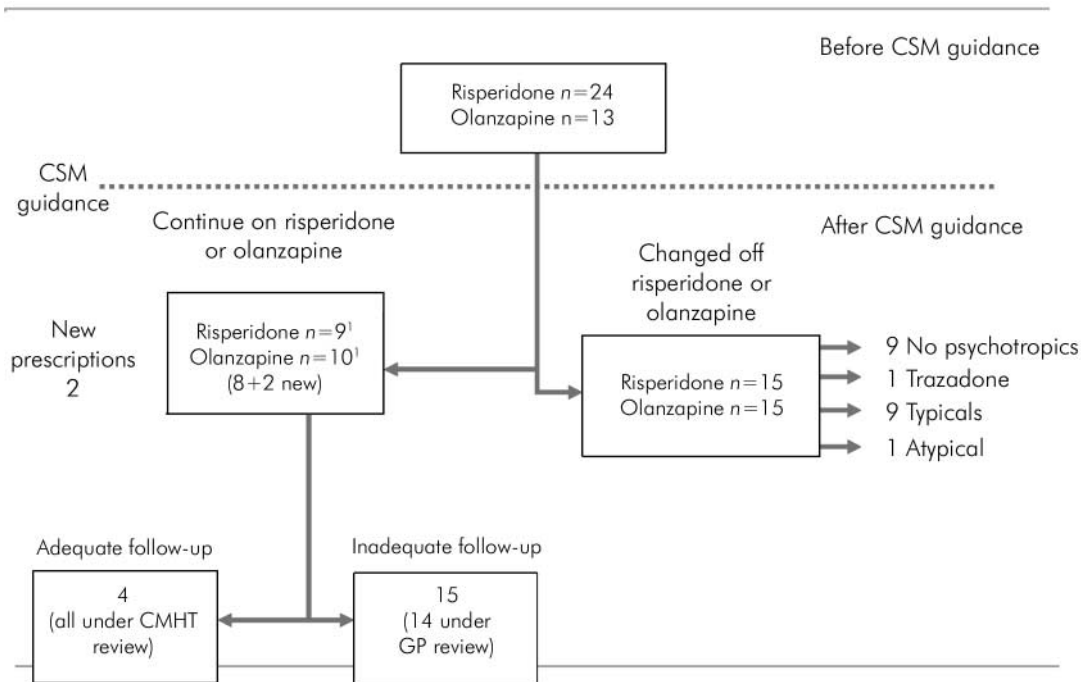 Before CSM guidance
Risperidone n=24
Olanzapine n=13
CSM
guidance
After CSM guidance
Continue on risperidone
or olanzapine
Changed off
risperidone or
olanzapine
New
prescriptions
2
Risperidone n=9¹
Olanzapine n=10¹
(8+2 new)
Risperidone n=15
Olanzapine n=15
9 No psychotropics
1 Trazadone
9 Typicals
1 Atypical
Adequate follow-up
4
(all under CMHT
review)
Inadequate follow-up
15
(14 under
GP review)